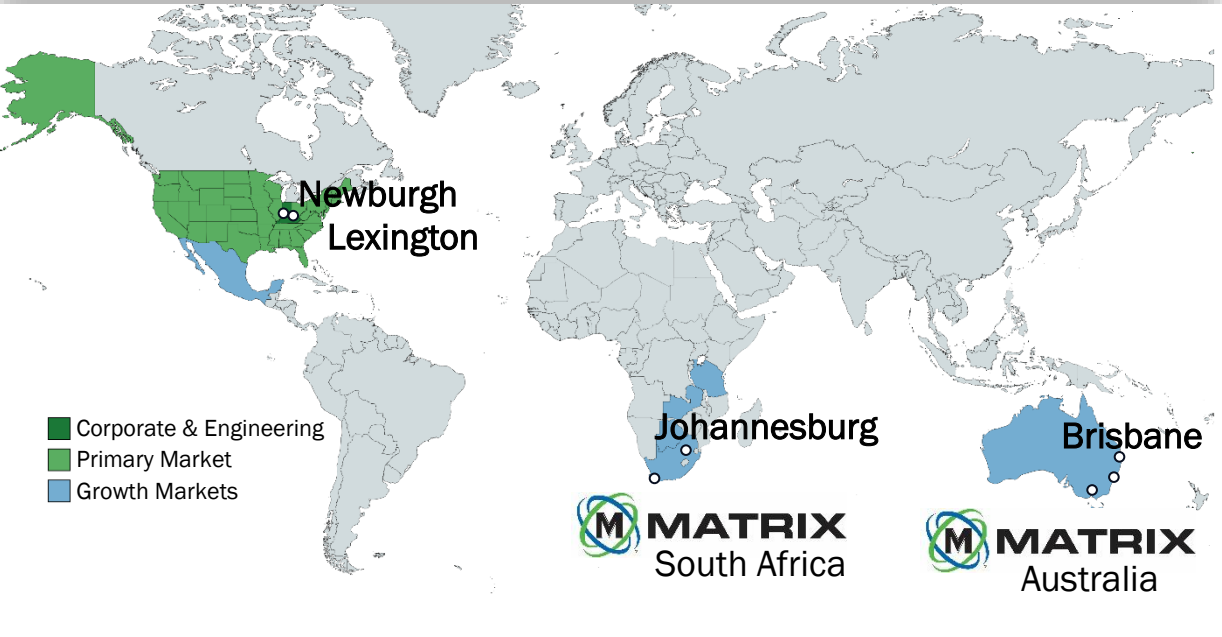 Newburgh
Lexington
Corporate & Engineering
Primary Market
Growth Markets
Johannesburg
Brisbane
M MATRIX
South Africa
M MATRIX
Australia